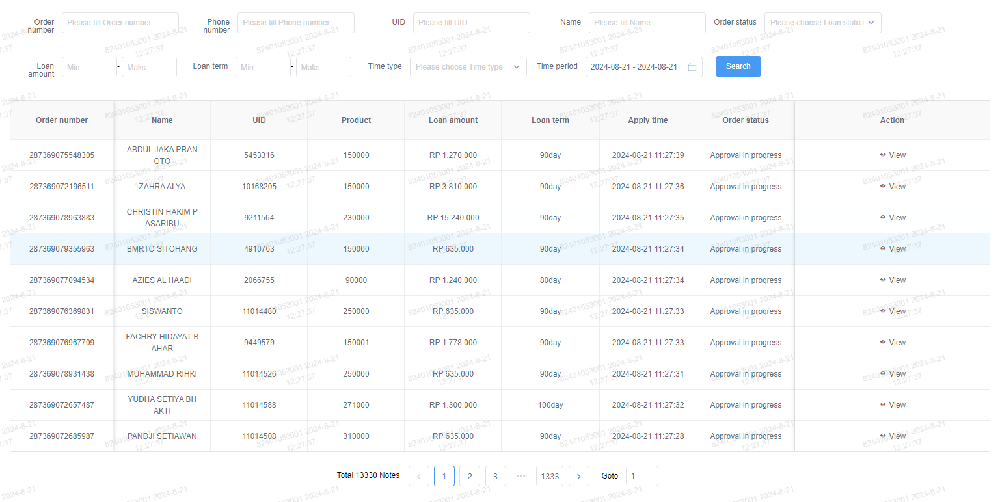 Order number Please fill Order number Phone number Please fill Phone number UID Please fill UID Name Please fill Name Order status Please choose Loan status
Loan amount Min - Maks Loan term Min - Maks Time type Please choose Time type Time period 2024-08-21 - 2024-08-21 Search
Order number Name UID Product Loan amount Loan term Apply time Order status Action
287369075548305 ABDUL JAKA PRAN OTO 5453316 150000 RP 1.270.000 90day 2024-08-21 11:27:39 Approval in progress View
287369072196511 ZAHRA ALYA 10168205 150000 RP 3.810.000 90day 2024-08-21 11:27:36 Approval in progress View
287369078963883 CHRISTIN HAKIM P ASARIBU 9211564 230000 RP 15.240.000 90day 2024-08-21 11:27:35 Approval in progress View
287369079355963 BMRTO SITOHANG 4910763 150000 RP 635.000 90day 2024-08-21 11:27:34 Approval in progress View
287369077094534 AZIES AL HAADI 2066755 90000 RP 1.240.000 80day 2024-08-21 11:27:34 Approval in progress View
287369076369831 SISWANTO 11014480 250000 RP 635.000 90day 2024-08-21 11:27:33 Approval in progress View
287369076967709 FACHRY HIDAYAT B AHAR 9449579 150001 RP 1.778.000 90day 2024-08-21 11:27:33 Approval in progress View
287369078931438 MUHAMMAD RIHKI 11014526 250000 RP 635.000 90day 2024-08-21 11:27:31 Approval in progress View
287369072657487 YUDHA SETIYA BH AKTI 11014588 271000 RP 1.300.000 100day 2024-08-21 11:27:32 Approval in progress View
287369072685987 PANDJI SETIAWAN 11014508 310000 RP 635.000 90day 2024-08-21 11:27:28 Approval in progress View
Total 13330 Notes < 1 2 3 ••• 1333 > Goto 1
82401053001 2024-8-21
12:27:37